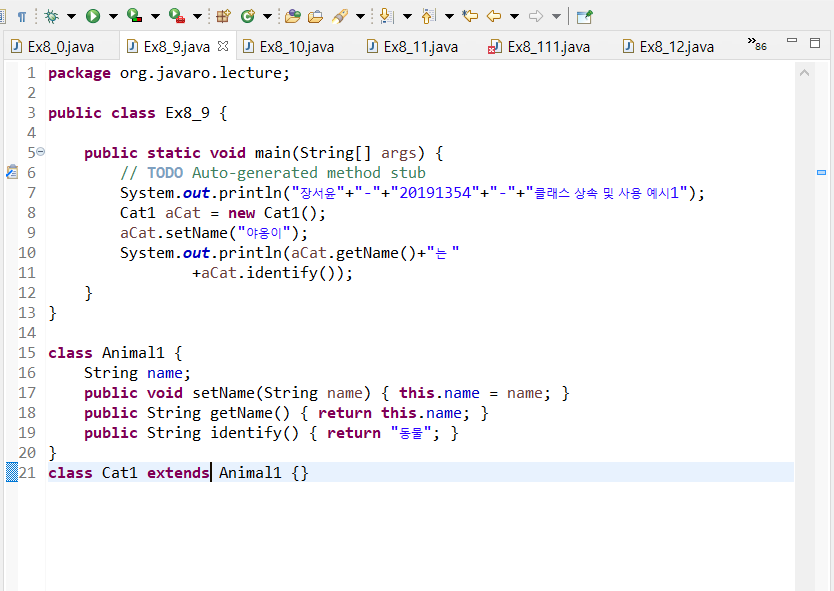 Ex8_0.java Ex8_9.java Ex8_10.java Ex8_11.java Ex8_111.java Ex8_12.java »86
1 package org.javaro.lecture;
2
3 public class Ex8_9 {
4
5 public static void main(String[] args) {
6 // TODO Auto-generated method stub
7 System.out.println("장서윤"+"-"+"20191354"+"-"+"클래스 상속 및 사용 예시1");
8 Cat1 aCat = new Cat1();
9 aCat.setName("야옹이");
10 System.out.println(aCat.getName()+"는 "
11 +aCat.identify());
12 }
13 }
14
15 class Animal1 {
16 String name;
17 public void setName(String name) { this.name = name; }
18 public String getName() { return this.name; }
19 public String identify() { return "동물"; }
20 }
21 class Cat1 extends Animal1 {}